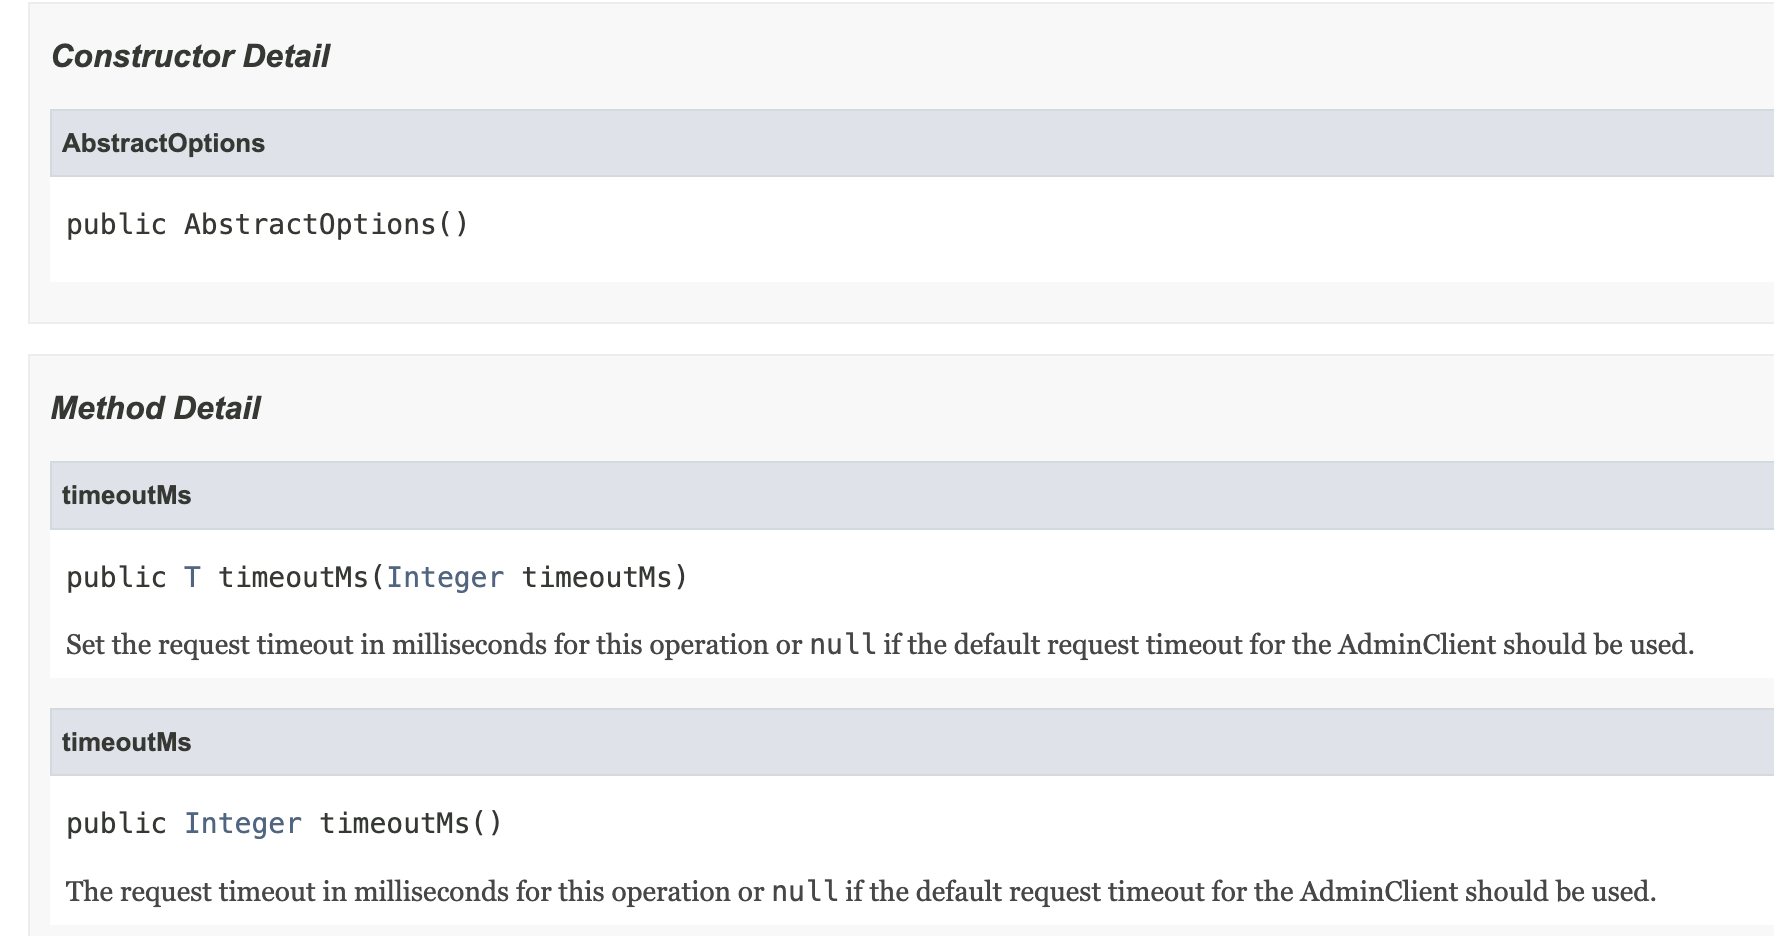 Constructor Detail
AbstractOptions
public AbstractOptions()
Method Detail
timeoutMs
public T timeoutMs(Integer timeoutMs)
Set the request timeout in milliseconds for this operation or null if the default request timeout for the AdminClient should be used.
timeoutMs
public Integer timeoutMs()
The request timeout in milliseconds for this operation or null if the default request timeout for the AdminClient should be used.